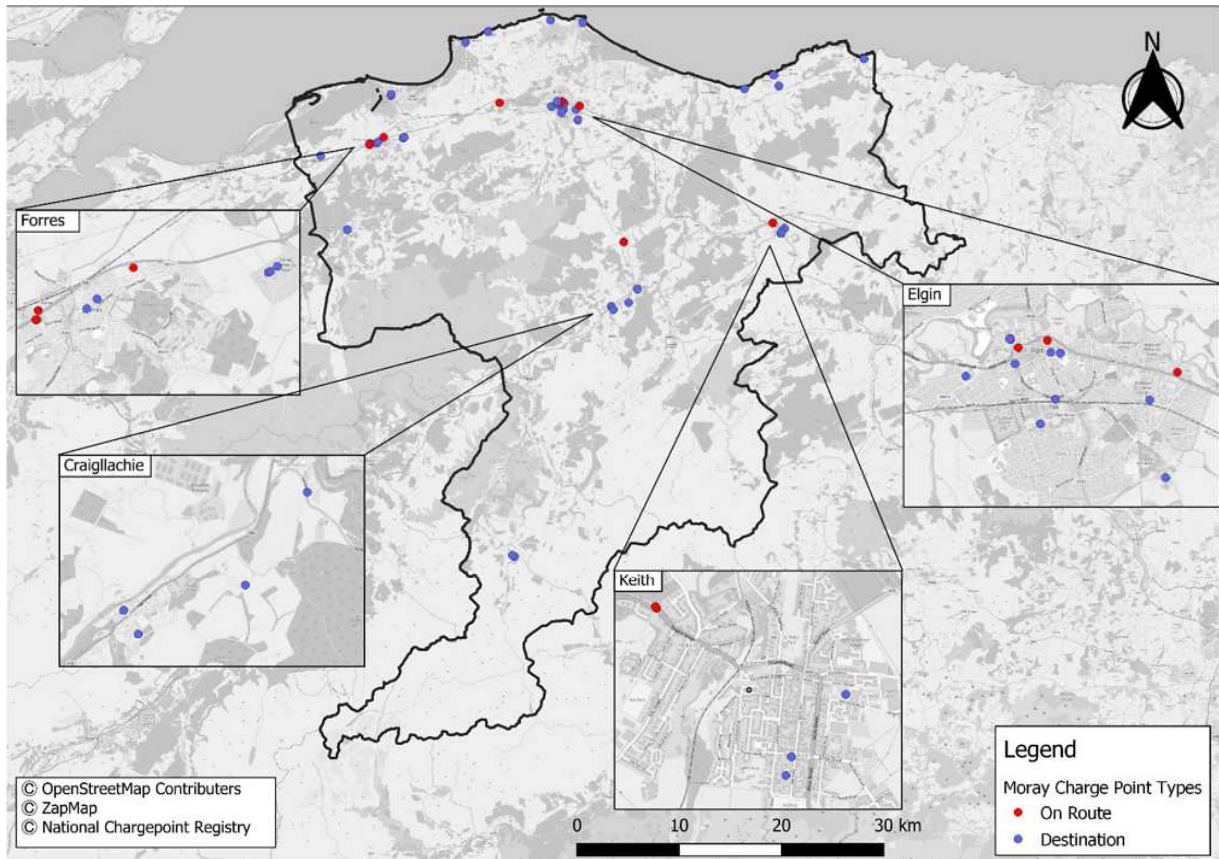 N
Forres
Elgin
Elgin
Craigllachie
Keith
Legend
Moray Charge Point Types
On Route
Destination
© OpenStreetMap Contributers
© ZapMap
© National Chargepoint Registry
0 10 20 30 km